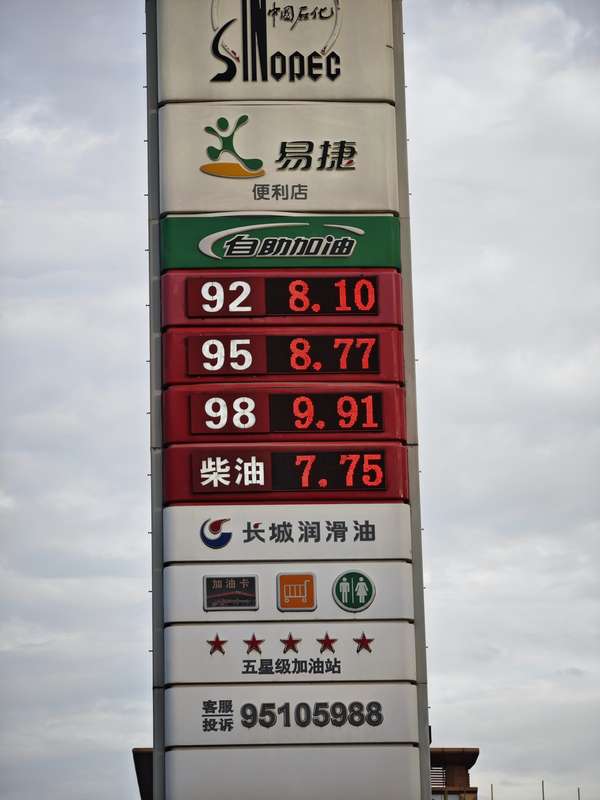 中国石化
SINOPEC
易捷
便利店
自助加油
92 8.10
95 8.77
98 9.91
柴油 7.75
长城润滑油
加油卡
五星级加油站
客服
投诉 95105988